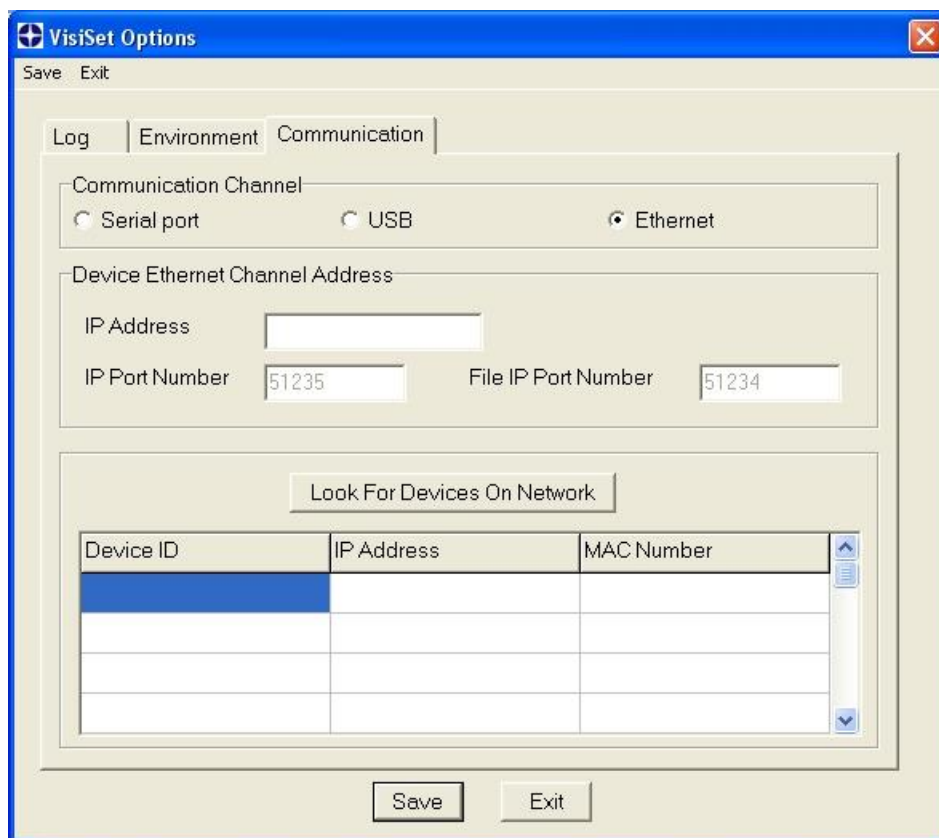 VisiSet Options
Save Exit
Log Environment Communication
Communication Channel
Serial port USB Ethernet
Device Ethernet Channel Address
IP Address
IP Port Number 51235 File IP Port Number 51234
Look For Devices On Network
Device ID IP Address MAC Number
Save Exit